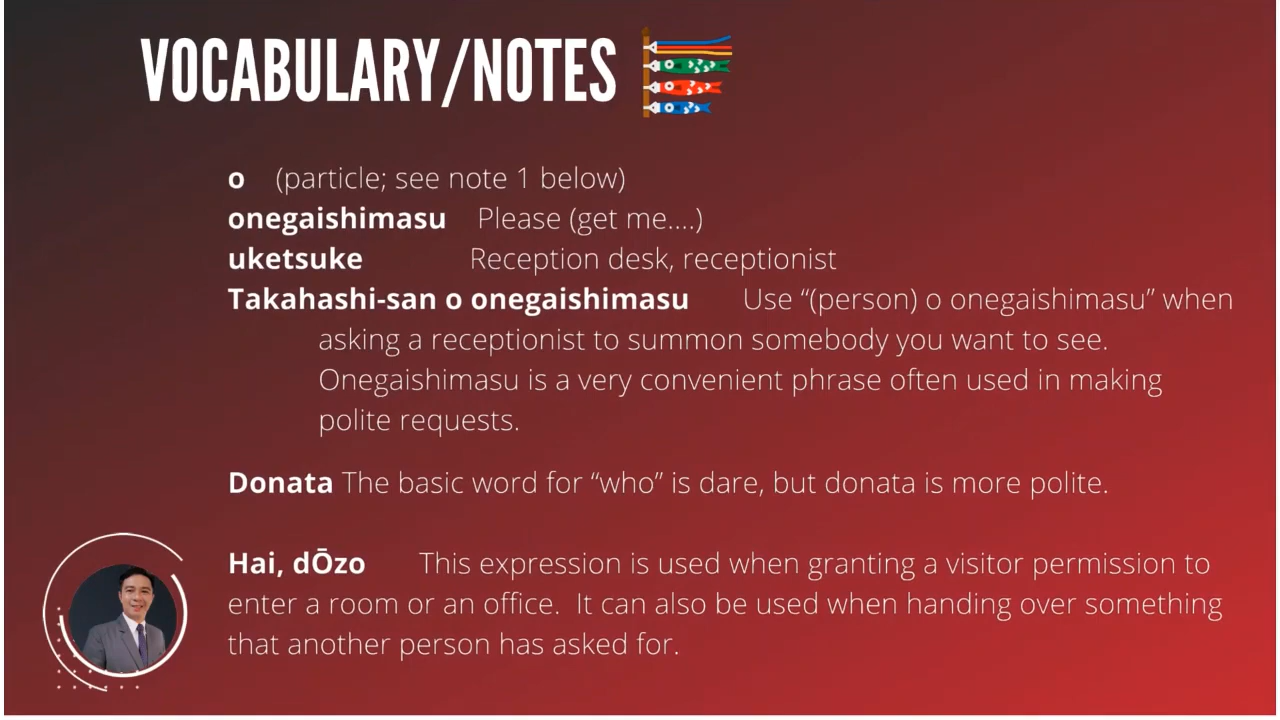 VOCABULARY/NOTES
o (particle; see note 1 below)
onegaishimasu Please (get me....)
uketsuke Reception desk, receptionist
Takahashi-san o onegaishimasu Use “(person) o onegaishimasu” when
asking a receptionist to summon somebody you want to see.
Onegaishimasu is a very convenient phrase often used in making
polite requests.
Donata The basic word for “who” is dare, but donata is more polite.
Hai, dŌzo This expression is used when granting a visitor permission to
enter a room or an office. It can also be used when handing over something
that another person has asked for.